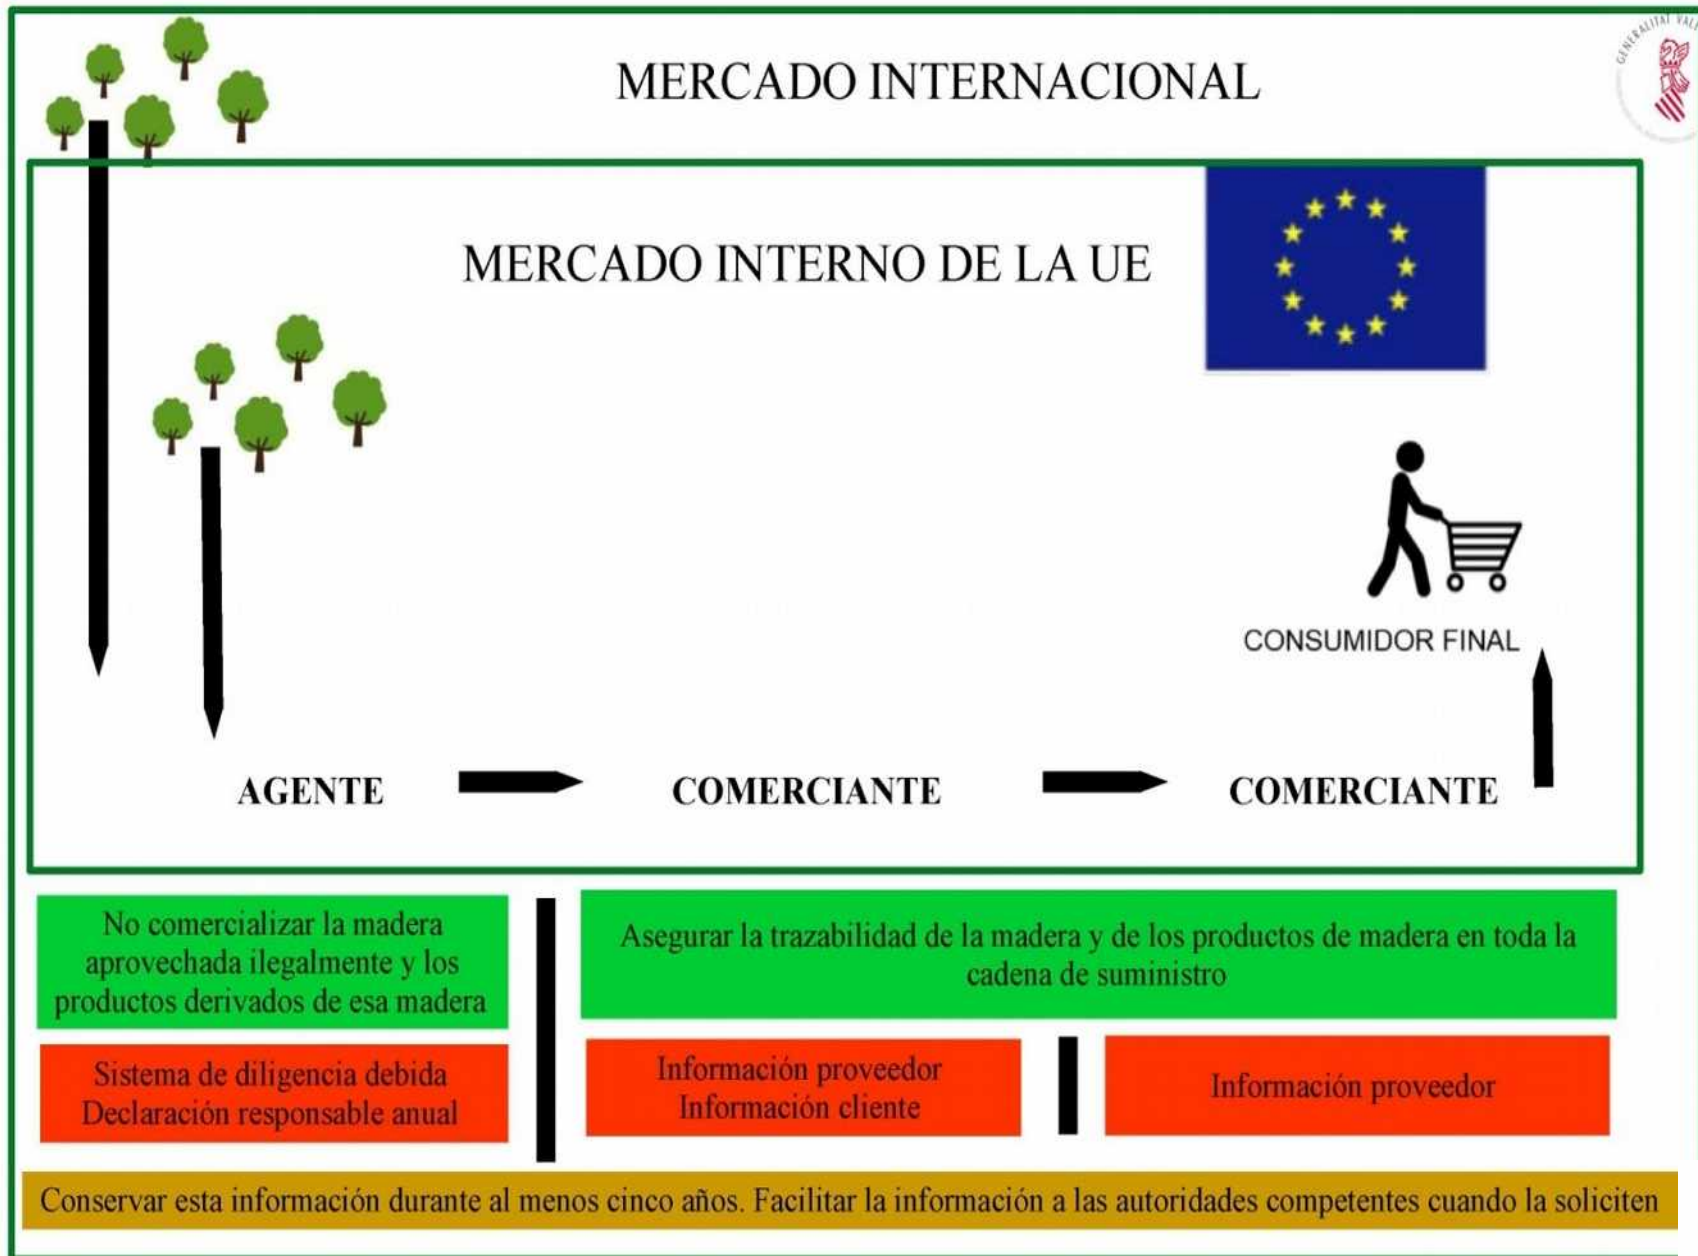 MERCADO INTERNACIONAL
GENERALITAT
MERCADO INTERNO DE LA UE
CONSUMIDOR FINAL
AGENTE
COMERCIANTE
COMERCIANTE
No comercializar la madera
aprovechada ilegalmente y los
productos derivados de esa madera
Asegurar la trazabilidad de la madera y de los productos de madera en toda la
cadena de suministro
Sistema de diligencia debida
Declaración responsable anual
Información proveedor
Información cliente
Información proveedor
Conservar esta información durante al menos cinco años. Facilitar la información a las autoridades competentes cuando la soliciten